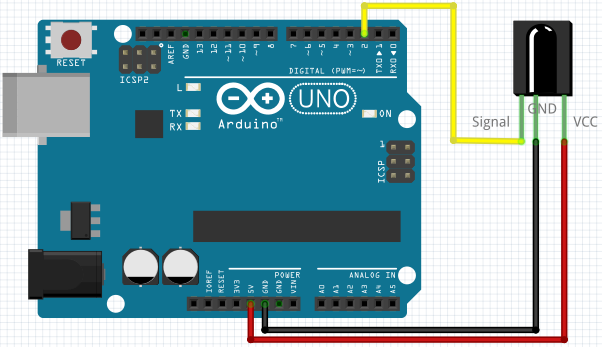 RESET
ICSP2
AREF
GND
13
12
~11
~10
~9
8
7
~6
~5
4
~3
2
TXD▶1
RXD◀0
DIGITAL (PWM=~)
L
TX
RX
Arduino™
UNO
ON
1
ICSP
Signal
GND
VCC
POWER
ANALOG IN
IOREF
RESET
3V3
5V
GND
GND
VIN
A0
A1
A2
A3
A4
A5